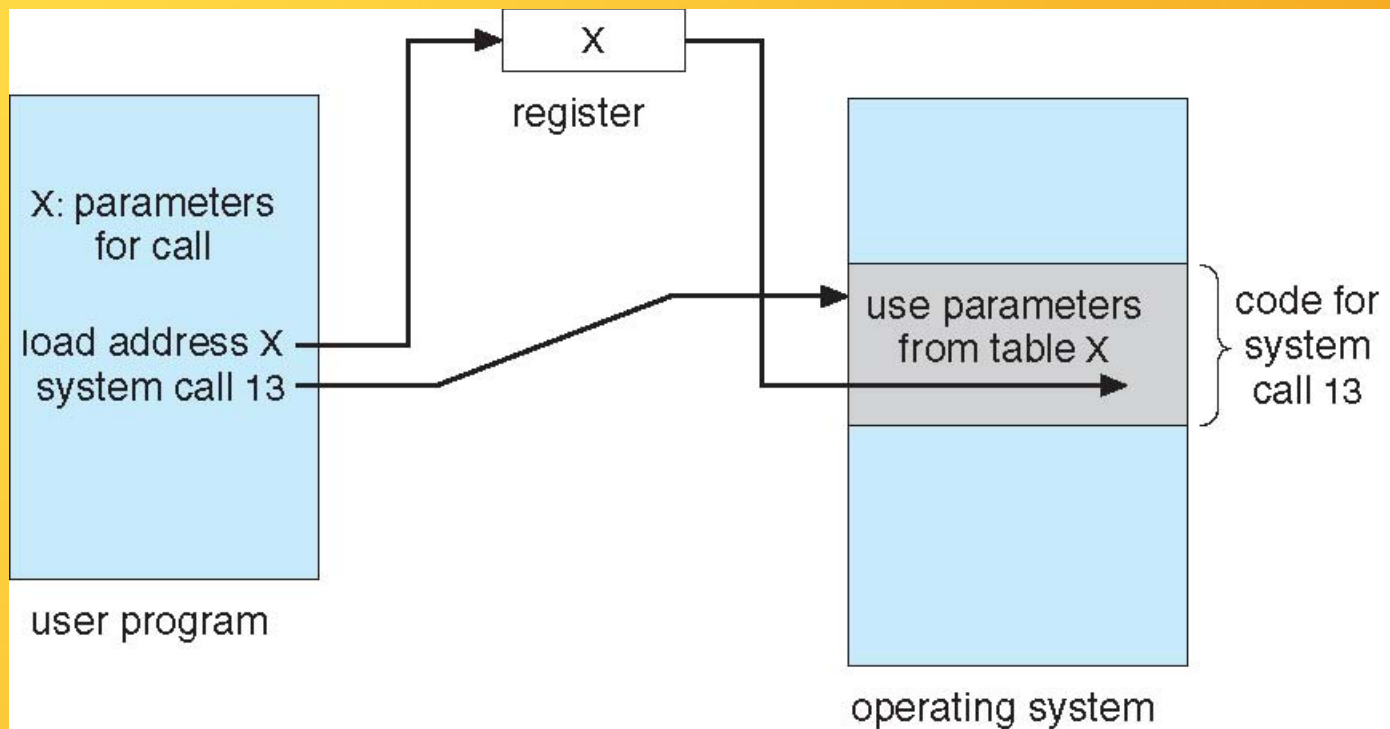 X
register
X: parameters
for call
load address X
system call 13
user program
use parameters
from table X
code for
system
call 13
operating system